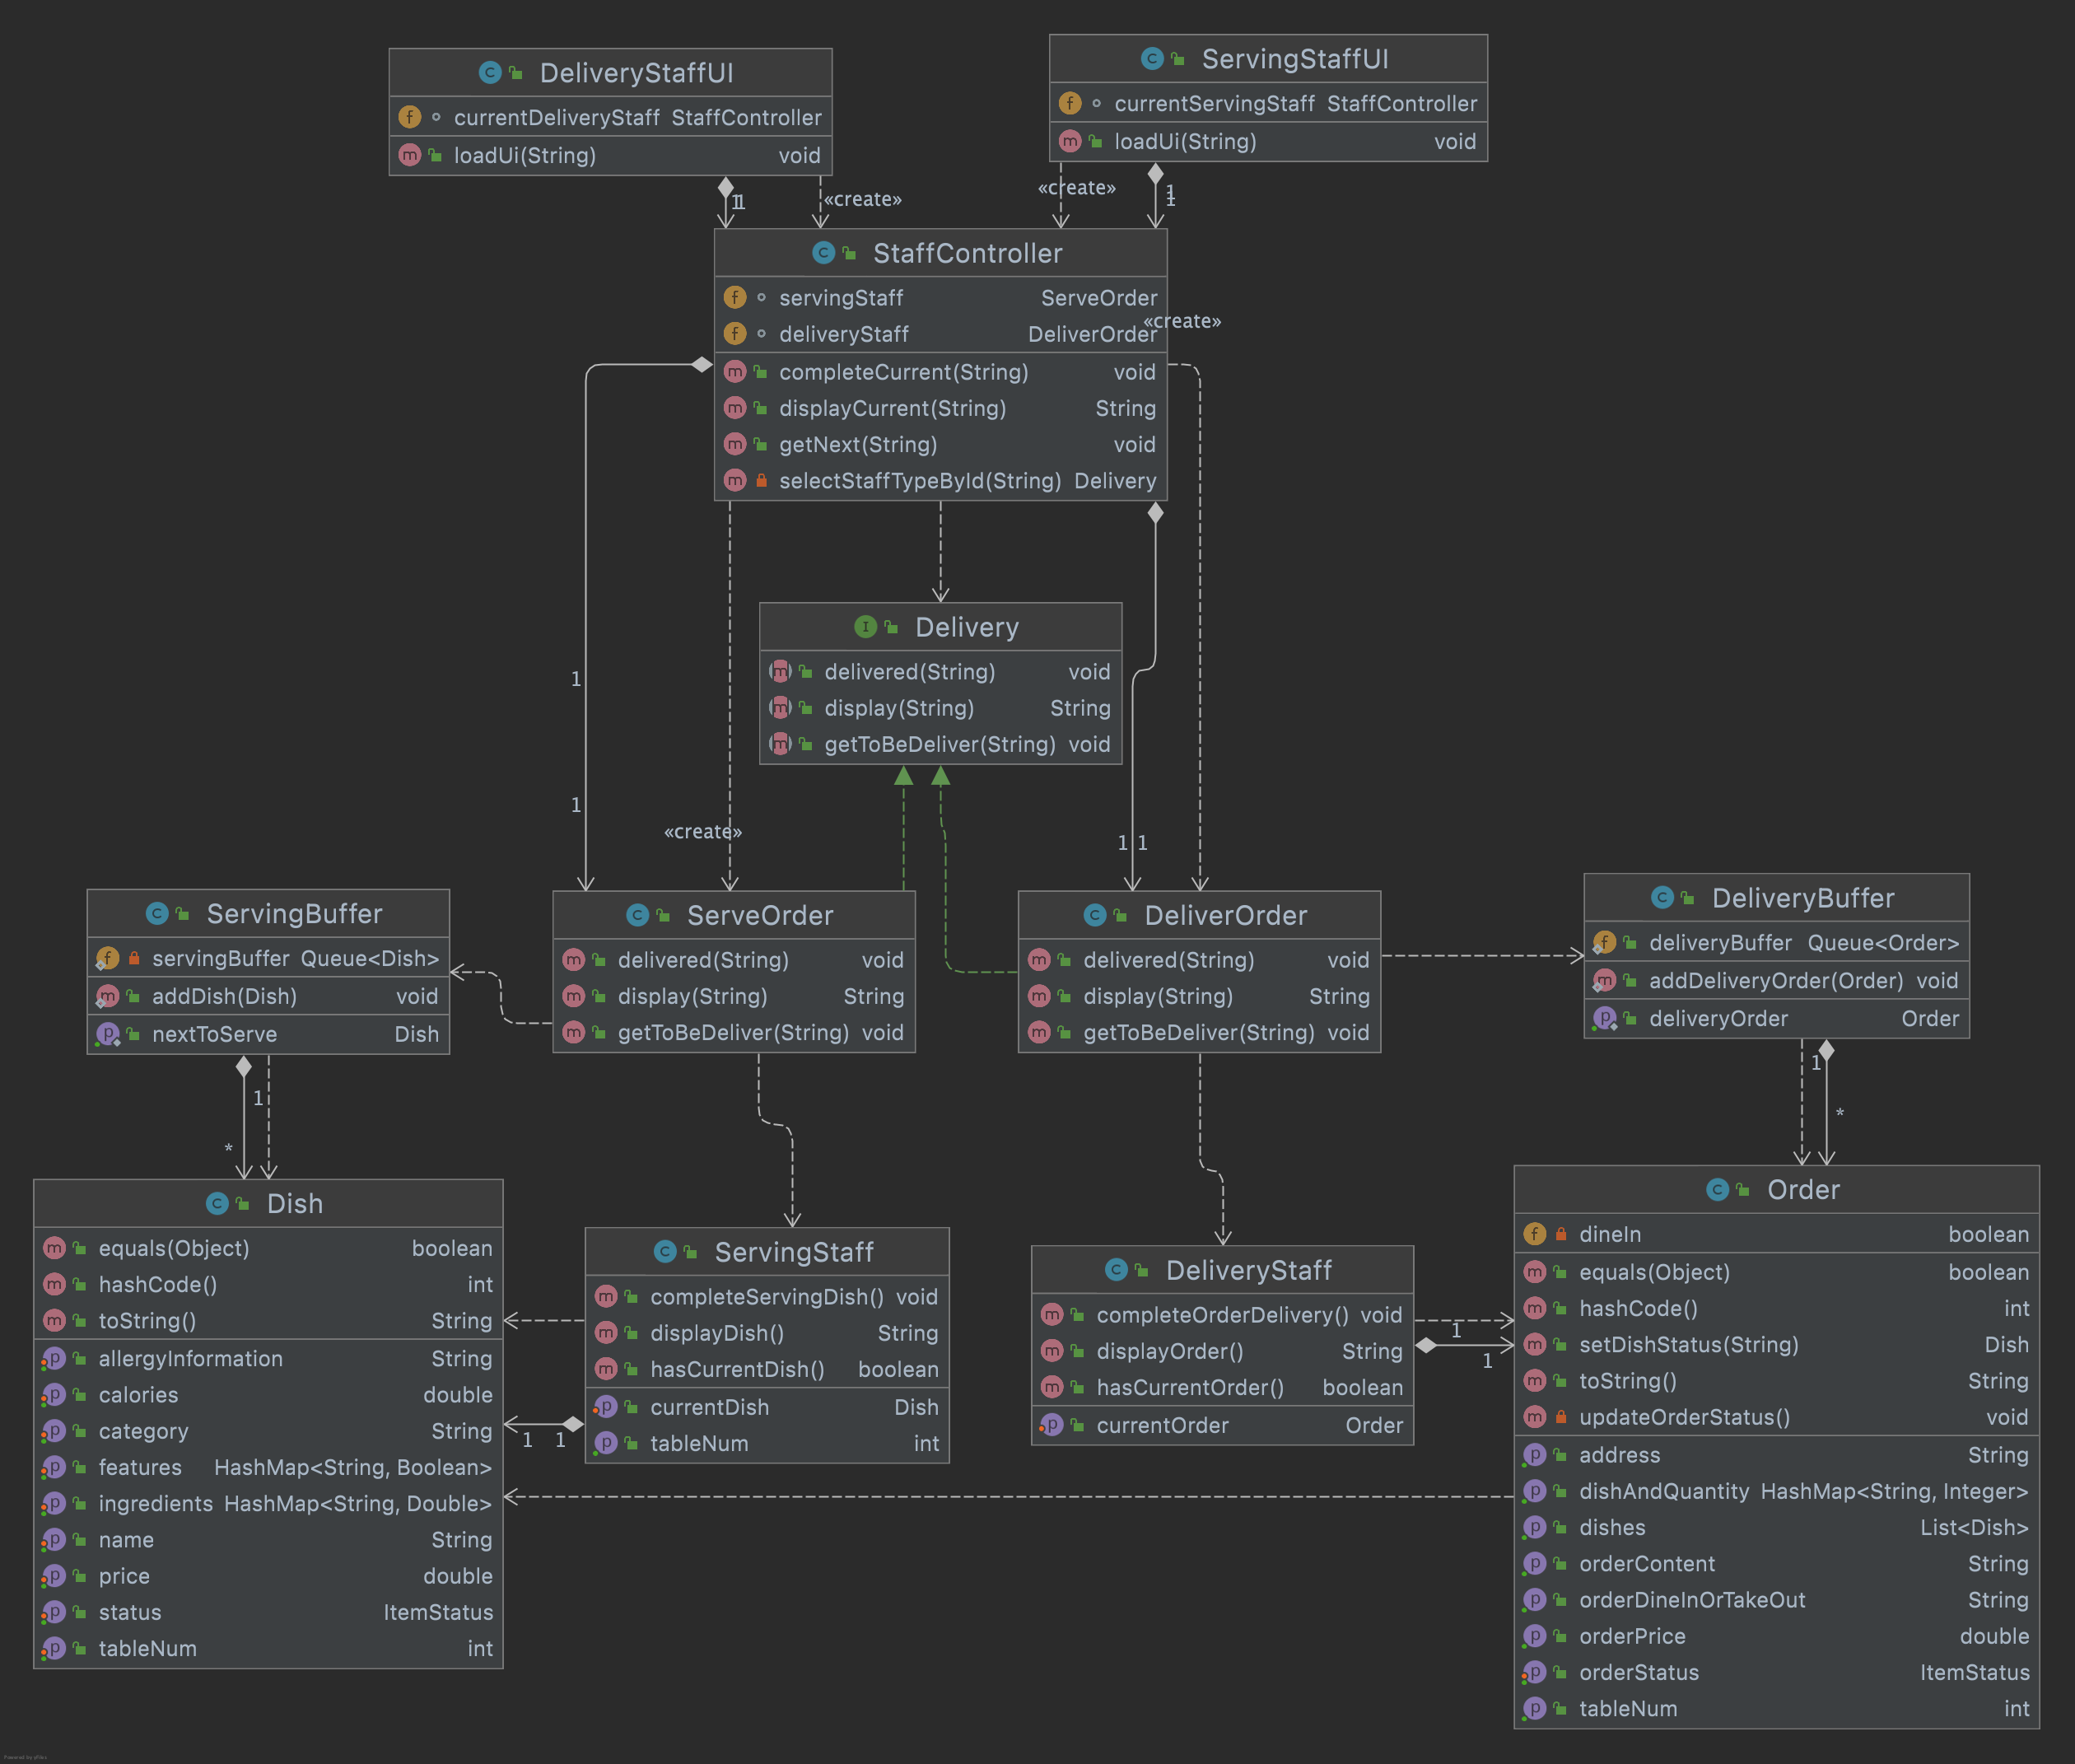 DeliveryStaffUI
currentDeliveryStaff StaffController
loadUi(String) void
ServingStaffUI
currentServingStaff StaffController
loadUi(String) void
1 1
«create»
«create»
1
1
StaffController
servingStaff ServeOrder
deliveryStaff DeliverOrder
completeCurrent(String) void
displayCurrent(String) String
getNext(String) void
selectStaffTypeById(String) Delivery
«create»
Delivery
delivered(String) void
display(String) String
getToBeDeliver(String) void
1
1
«create»
1 1
ServingBuffer
servingBuffer Queue<Dish>
addDish(Dish) void
nextToServe Dish
ServeOrder
delivered(String) void
display(String) String
getToBeDeliver(String) void
DeliverOrder
delivered(String) void
display(String) String
getToBeDeliver(String) void
DeliveryBuffer
deliveryBuffer Queue<Order>
addDeliveryOrder(Order) void
deliveryOrder Order
1
*
1
*
Dish
equals(Object) boolean
hashCode() int
toString() String
allergyInformation String
calories double
category String
features HashMap<String, Boolean>
ingredients HashMap<String, Double>
name String
price double
status ItemStatus
tableNum int
ServingStaff
completeServingDish() void
displayDish() String
hasCurrentDish() boolean
currentDish Dish
tableNum int
1 1
DeliveryStaff
completeOrderDelivery() void
displayOrder() String
hasCurrentOrder() boolean
currentOrder Order
1
1
Order
dineIn boolean
equals(Object) boolean
hashCode() int
setDishStatus(String) Dish
toString() String
updateOrderStatus() void
address String
dishAndQuantity HashMap<String, Integer>
dishes List<Dish>
orderContent String
orderDineInOrTakeOut String
orderPrice double
orderStatus ItemStatus
tableNum int
Powered by yFiles